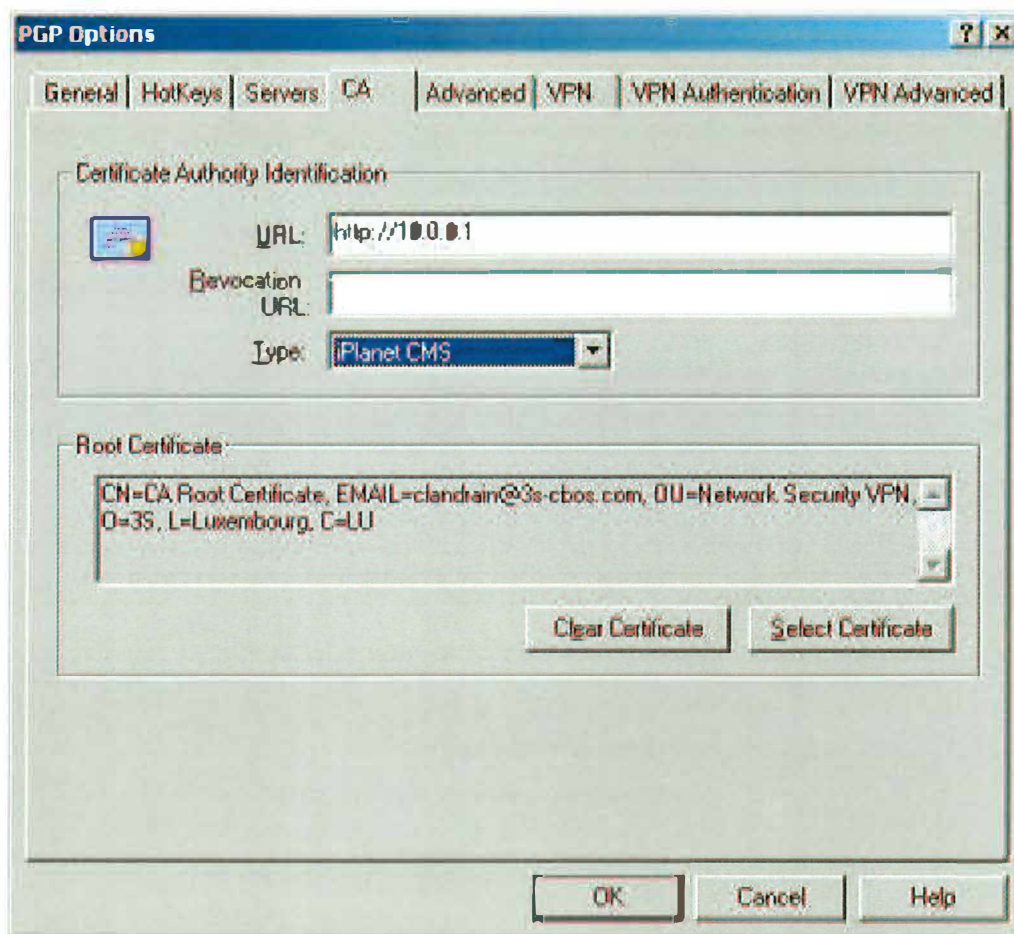 PGP Options
General HotKeys Servers CA Advanced VPN VPN Authentication VPN Advanced
Certificate Authority Identification
URL: http://10.0.0.1
Revocation
URL:
Type: iPlanet CMS
Root Certificate
CN=CA Root Certificate, EMAIL=clandrain@3s-cbos.com, OU=Network Security VPN,
O=3S, L=Luxembourg, C=LU
Clear Certificate Select Certificate
OK Cancel Help